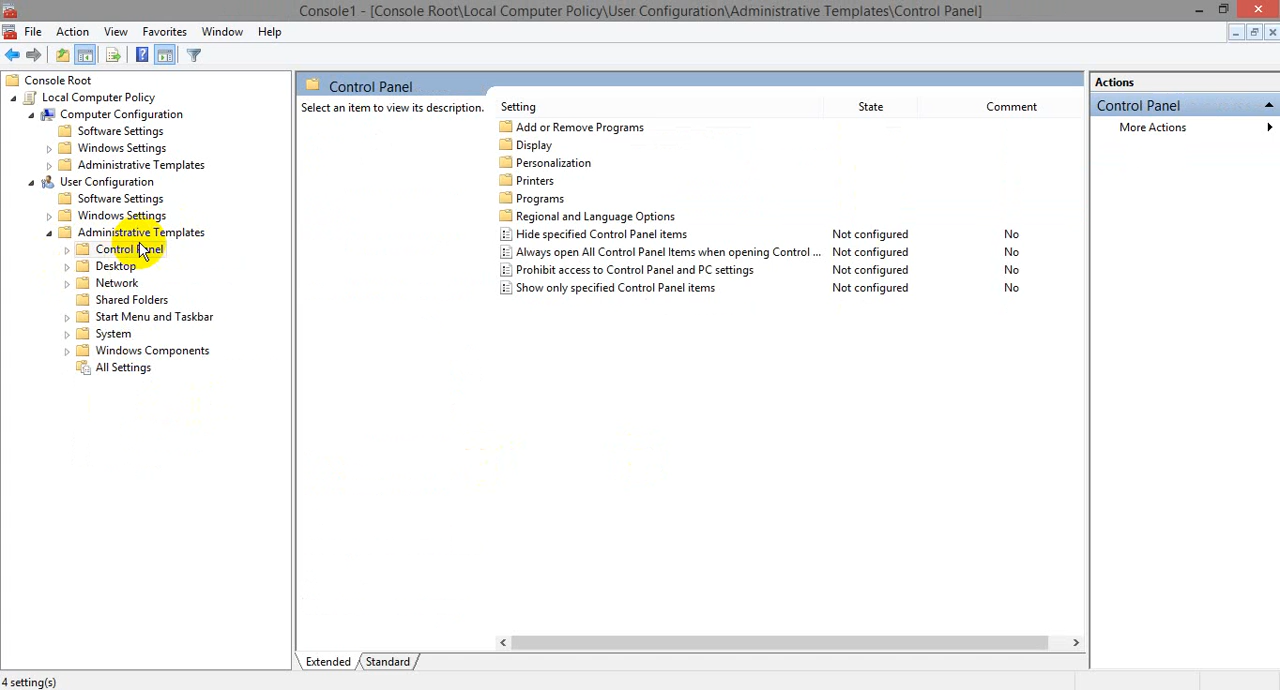 Console1 - [Console Root\Local Computer Policy\User Configuration\Administrative Templates\Control Panel]
File Action View Favorites Window Help
Console Root
Local Computer Policy
Computer Configuration
Software Settings
Windows Settings
Administrative Templates
User Configuration
Software Settings
Windows Settings
Administrative Templates
Control Panel
Desktop
Network
Shared Folders
Start Menu and Taskbar
System
Windows Components
All Settings
Control Panel
Select an item to view its description.
Setting State Comment
Add or Remove Programs
Display
Personalization
Printers
Programs
Regional and Language Options
Hide specified Control Panel items Not configured No
Always open All Control Panel Items when opening Control ... Not configured No
Prohibit access to Control Panel and PC settings Not configured No
Show only specified Control Panel items Not configured No
Extended Standard
Actions
Control Panel
More Actions
4 setting(s)